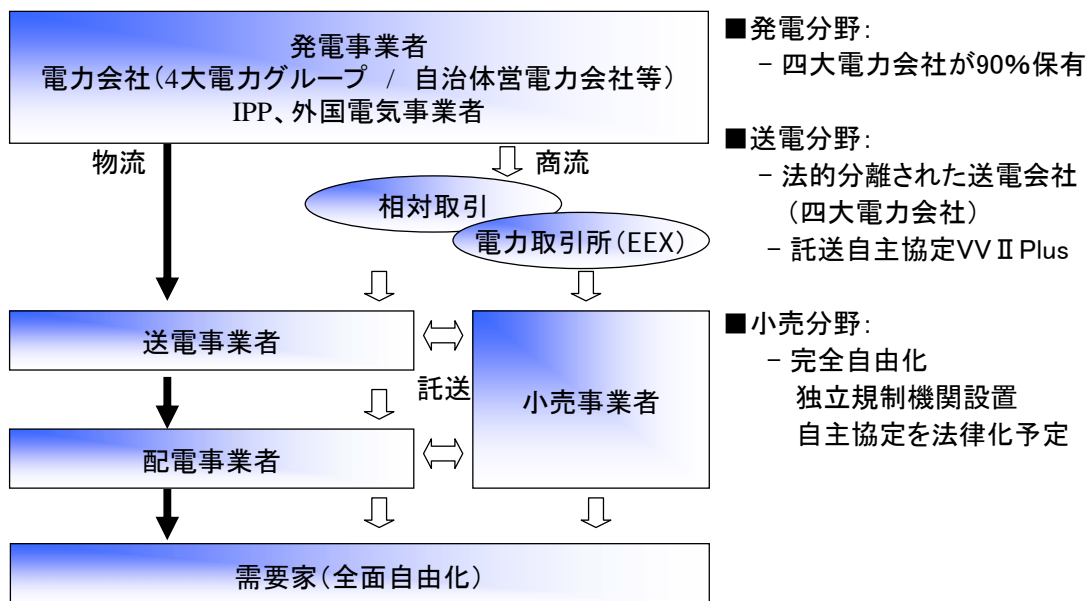 発電事業者
電力会社(4大電力グループ / 自治体営電力会社等)
IPP、外国電気事業者
物流
商流
相対取引
電力取引所(EEX)
送電事業者
託送
小売事業者
配電事業者
需要家(全面自由化)
■発電分野:
- 四大電力会社が90%保有
■送電分野:
- 法的分離された送電会社
(四大電力会社)
- 託送自主協定VVⅡPlus
■小売分野:
- 完全自由化
独立規制機関設置
自主協定を法律化予定